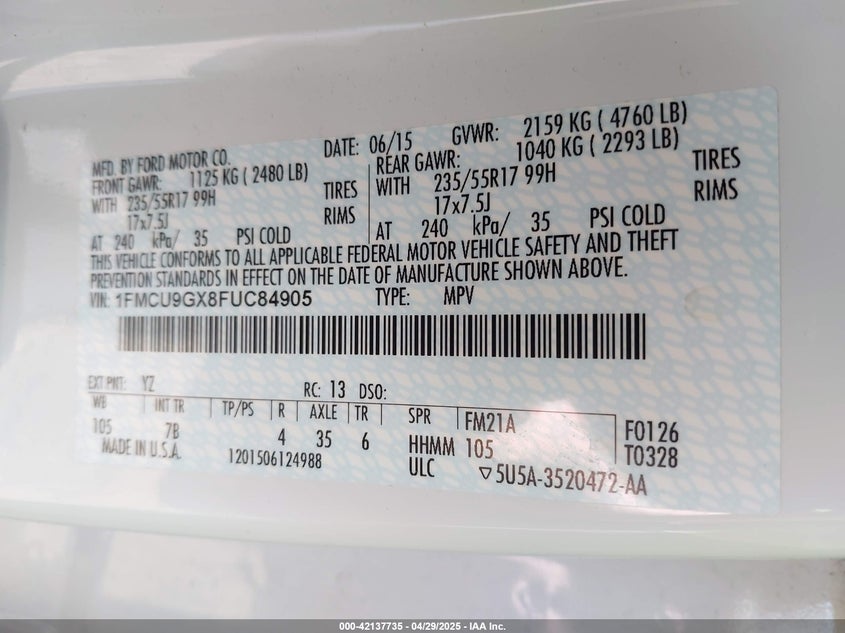 MFD. BY FORD MOTOR CO. DATE: 06/15 GVWR: 2159 KG ( 4760 LB)
FRONT GAWR: 1125 KG ( 2480 LB) REAR GAWR: 1040 KG ( 2293 LB)
WITH 235/55R17 99H TIRES WITH 235/55R17 99H TIRES
17x7.5J RIMS 17x7.5J RIMS
AT 240 kPa/ 35 PSI COLD AT 240 kPa/ 35 PSI COLD
THIS VEHICLE CONFORMS TO ALL APPLICABLE FEDERAL MOTOR VEHICLE SAFETY AND THEFT
PREVENTION STANDARDS IN EFFECT ON THE DATE OF MANUFACTURE SHOWN ABOVE.
VIN: 1FMCU9GX8FUC84905 TYPE: MPV
EXT PNT: YZ RC: 13 DSO:
WB INT TR TP/PS R AXLE TR SPR FM21A F0126
105 7B 4 35 6 HHMM 105 T0328
MADE IN U.S.A. 1201506124988 ULC ▽5U5A-3520472-AA
000-42137735 - 04/29/2025 - IAA Inc.